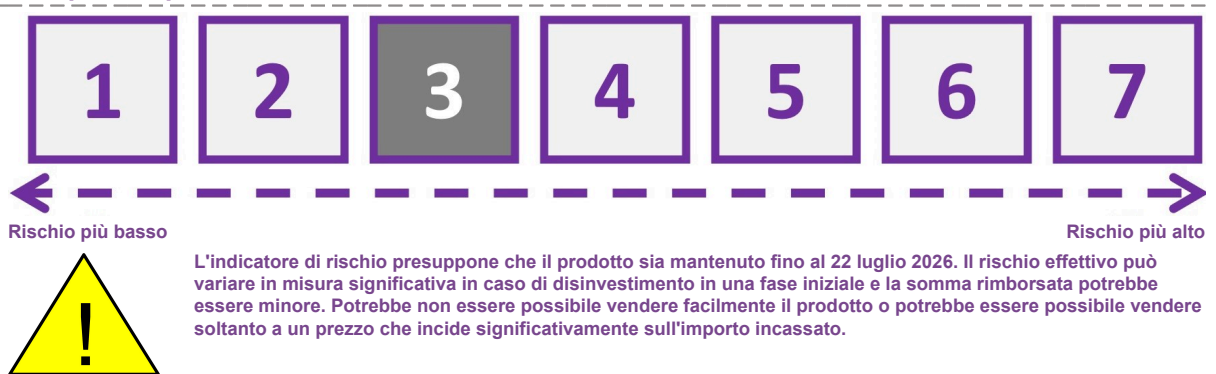 1 2 3 4 5 6 7
Rischio più basso Rischio più alto
L'indicatore di rischio presuppone che il prodotto sia mantenuto fino al 22 luglio 2026. Il rischio effettivo può
variare in misura significativa in caso di disinvestimento in una fase iniziale e la somma rimborsata potrebbe
essere minore. Potrebbe non essere possibile vendere facilmente il prodotto o potrebbe essere possibile vendere
soltanto a un prezzo che incide significativamente sull'importo incassato.
!